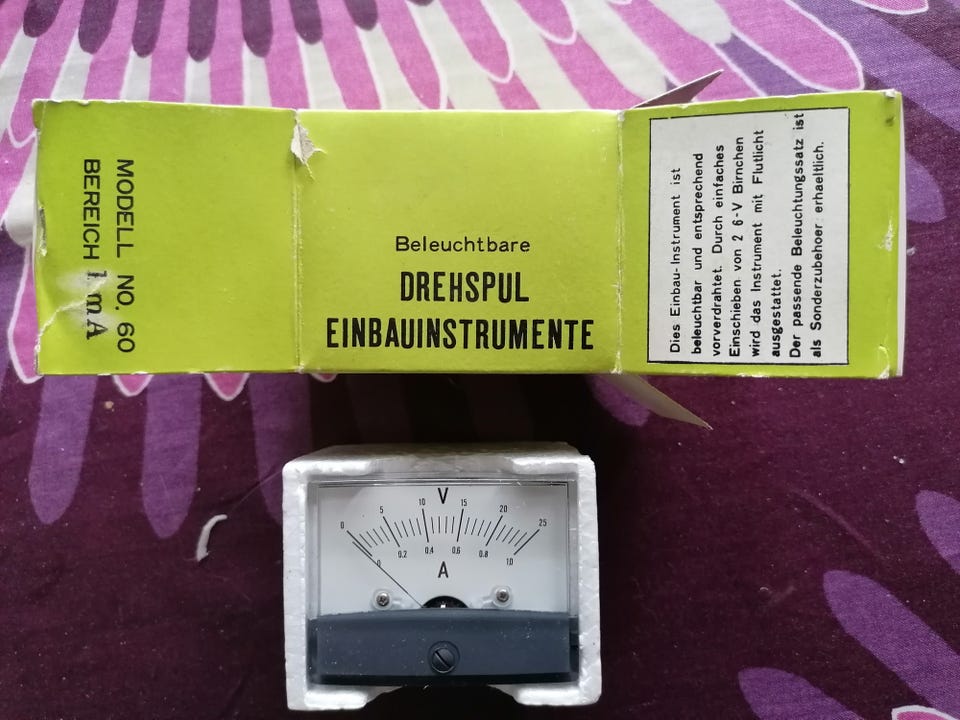 MODELL NO. 60
BEREICH 1 mA
Beleuchtbare
DREHSPUL
EINBAUINSTRUMENTE
Dies Einbau-Instrument ist
beleuchtbar und entsprechend
vorverdrahtet. Durch einfaches
Einschieben von 2 6-V Birnchen
wird das Instrument mit Flutlicht
ausgestattet.
Der passende Beleuchtungssatz ist
als Sonderzubehoer erhaeltlich.
V
0 5 10 15 20 25
0 0,2 0,4 0,6 0,8 1,0
A